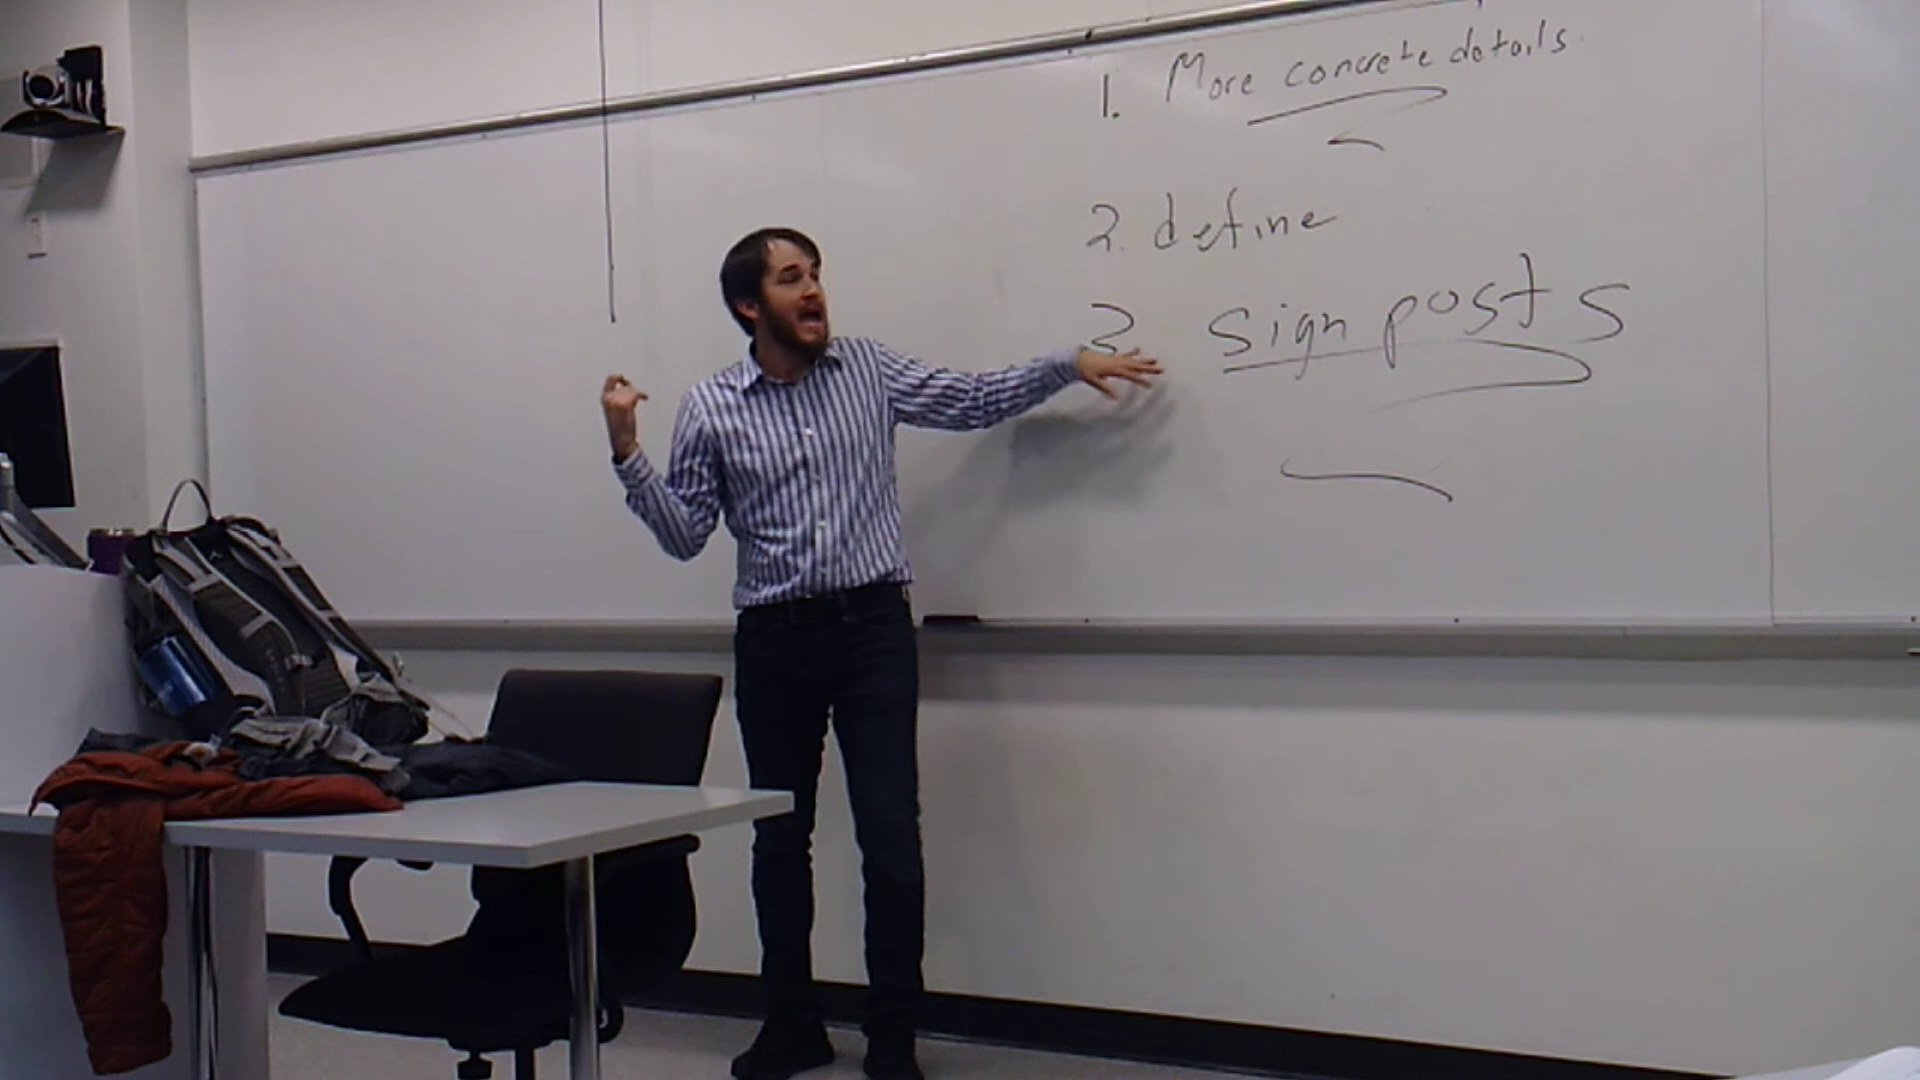 1. More concrete details.
2. define
3 sign posts